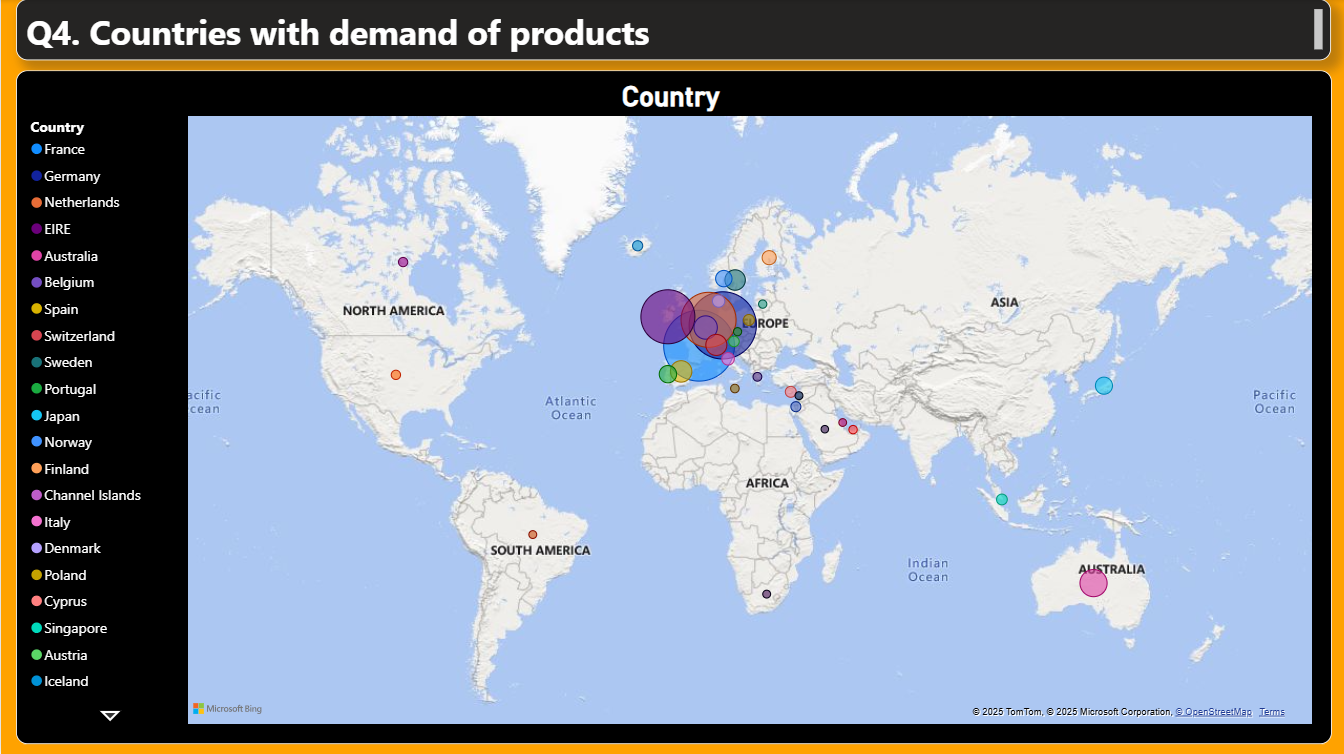 Q4. Countries with demand of products
Country
Country
France
Germany
Netherlands
EIRE
Australia
Belgium
Spain
Switzerland
Sweden
Portugal
Japan
Norway
Finland
Channel Islands
Italy
Denmark
Poland
Cyprus
Singapore
Austria
Iceland
NORTH AMERICA
EUROPE
ASIA
acific
cean
Atlantic
Ocean
Pacific
Ocean
AFRICA
SOUTH AMERICA
Indian
Ocean
AUSTRALIA
Microsoft Bing
© 2025 TomTom, © 2025 Microsoft Corporation, © OpenStreetMap Terms